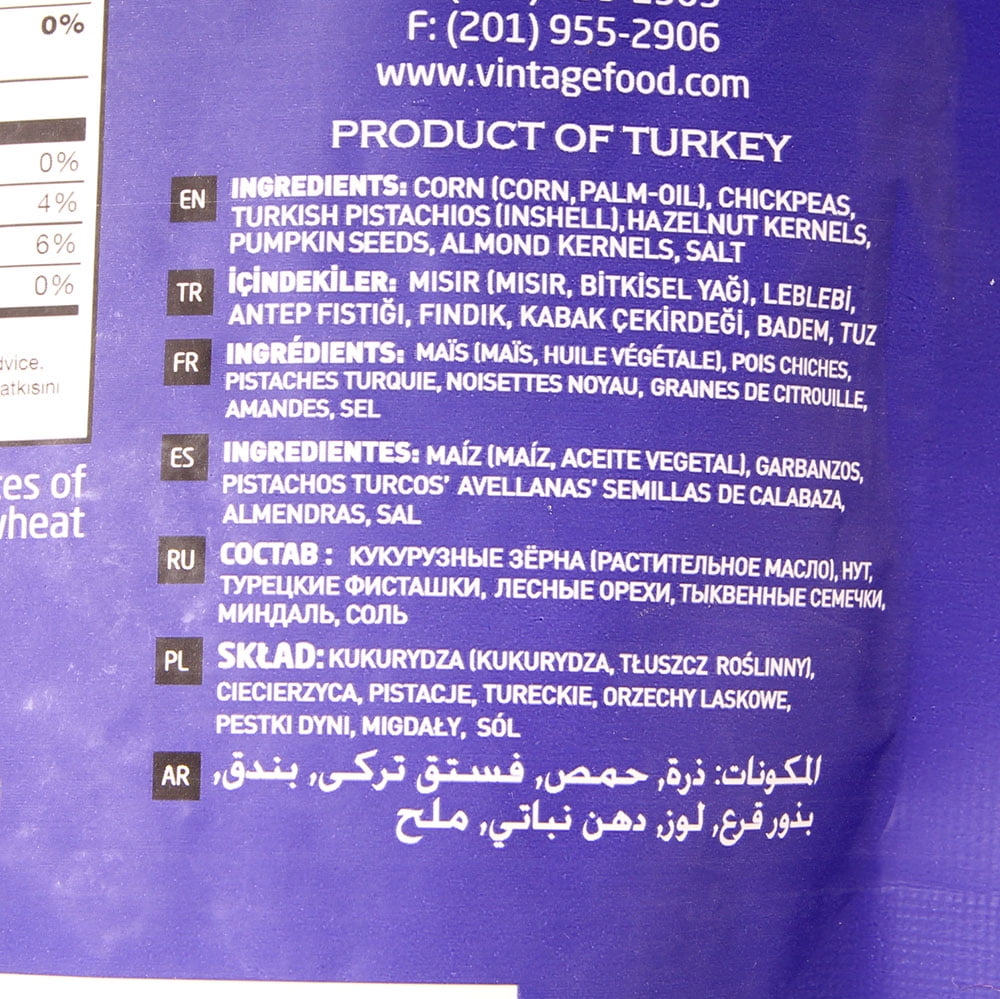 0%
0%
4%
6%
0%
F: (201) 955-2906
www.vintagefood.com
PRODUCT OF TURKEY
EN
INGREDIENTS: CORN (CORN, PALM-OIL), CHICKPEAS,
TURKISH PISTACHIOS (INSHELL), HAZELNUT KERNELS,
PUMPKIN SEEDS, ALMOND KERNELS, SALT
TR
İÇİNDEKİLER: MISIR (MISIR, BİTKİSEL YAĞ), LEBLEBİ,
ANTEP FISTIĞI, FINDIK, KABAK ÇEKİRDEĞİ, BADEM, TUZ
FR
INGRÉDIENTS: MAÏS (MAÏS, HUILE VÉGÉTALE), POIS CHICHES,
PISTACHES TURQUIE, NOISETTES NOYAU, GRAINES DE CITROUILLE,
AMANDES, SEL
ES
INGREDIENTES: MAÍZ (MAÍZ, ACEITE VEGETAL), GARBANZOS,
PISTACHOS TURCOS' AVELLANAS' SEMILLAS DE CALABAZA,
ALMENDRAS, SAL
RU
СОСТАВ : КУКУРУЗНЫЕ ЗЁРНА (РАСТИТЕЛЬНОЕ МАСЛО), НУТ,
ТУРЕЦКИЕ ФИСТАШКИ, ЛЕСНЫЕ ОРЕХИ, ТЫКВЕННЫЕ СЕМЕЧКИ,
МИНДАЛЬ, СОЛЬ
PL
SKŁAD: KUKURYDZA (KUKURYDZA, TŁUSZCZ ROŚLINNY),
CIECIERZYCA, PISTACJE, TURECKIE, ORZECHY LASKOWE,
PESTKI DYNI, MIGDAŁY, SÓL
AR
المكونات: ذرة, حمص, فستق تركى, بندق,
بذور قرع, لوز, دهن نباتي, ملح
of